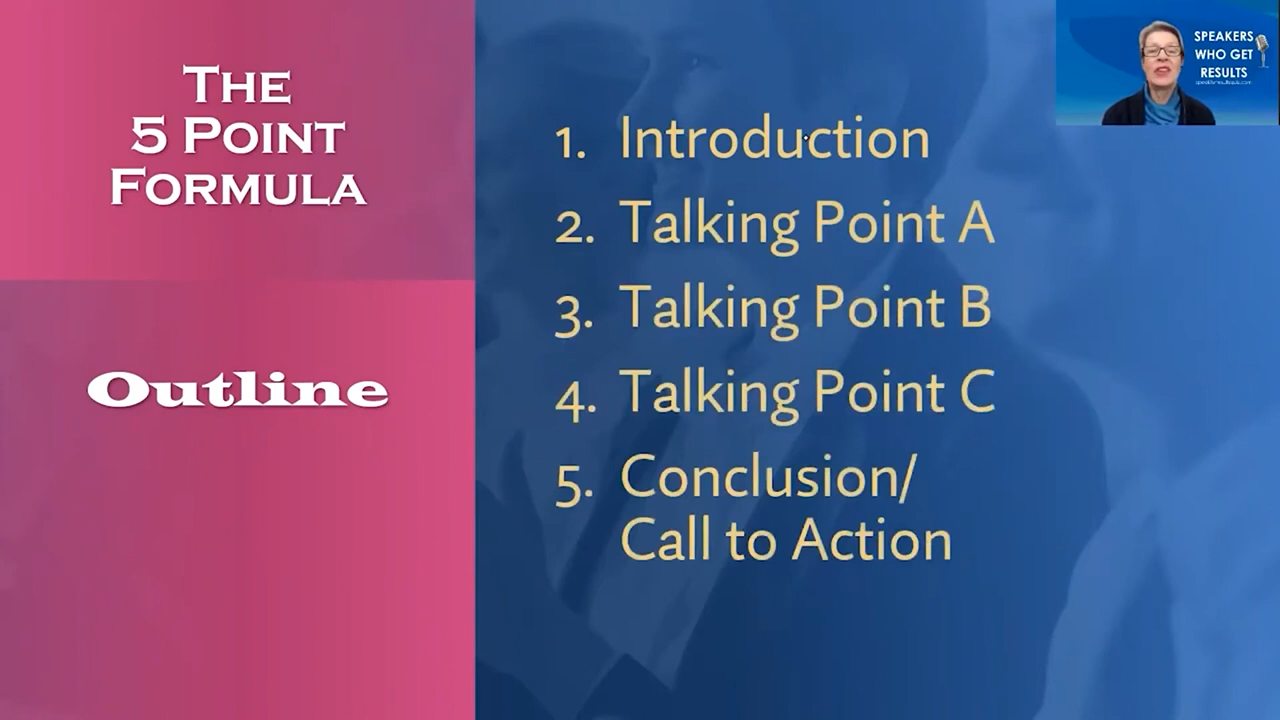 THE
5 POINT
FORMULA
Outline
1. Introduction
2. Talking Point A
3. Talking Point B
4. Talking Point C
5. Conclusion/
Call to Action
SPEAKERS
WHO GET
RESULTS